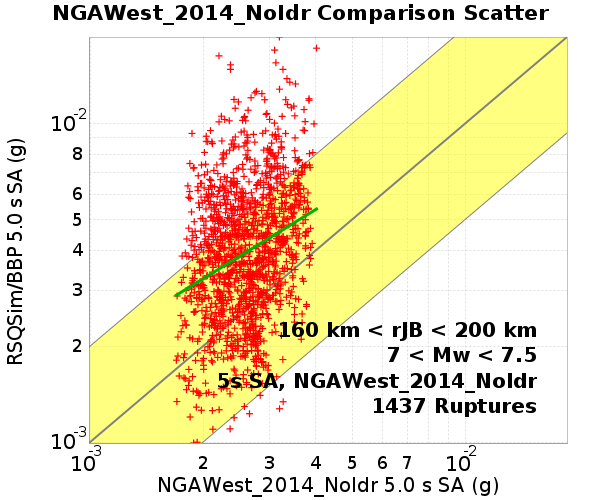 NGAWest_2014_NoIdr Comparison Scatter
RSQSim/BBP 5.0 s SA (g)
10-2
8
6
5
4
3
2
10-3
160 km < rJB < 200 km
7 < Mw < 7.5
5s SA, NGAWest_2014_NoIdr
1437 Ruptures
10-3 2 3 4 5 6 7 10-2
NGAWest_2014_NoIdr 5.0 s SA (g)